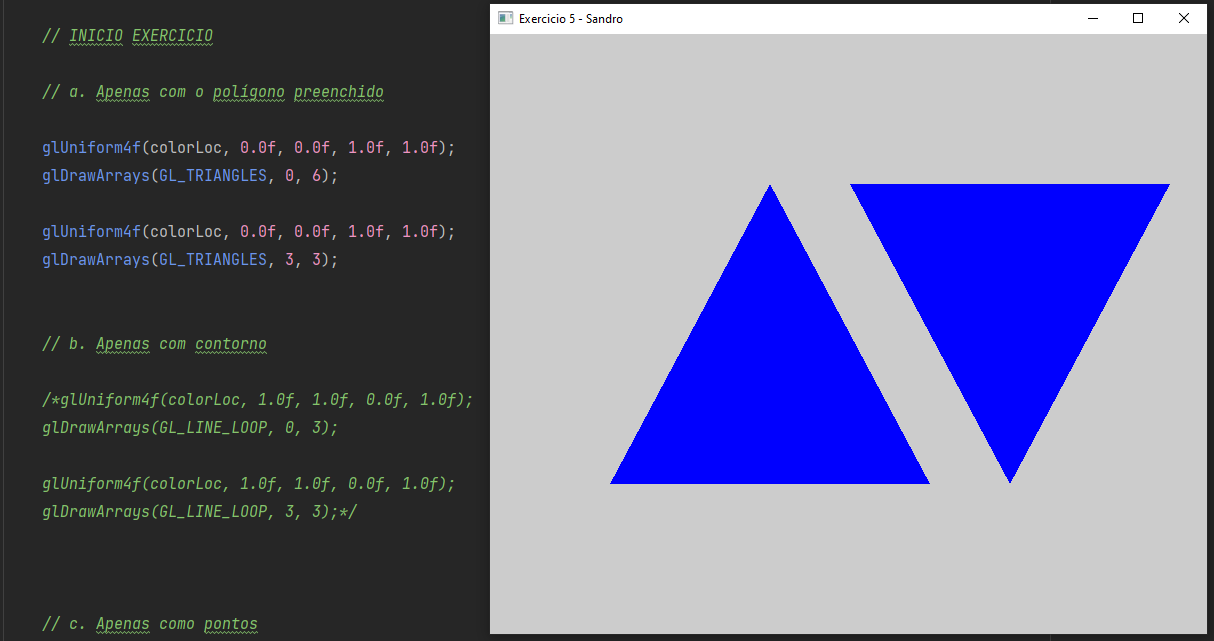 // INICIO EXERCICIO
// a. Apenas com o polígono preenchido
glUniform4f(colorLoc, 0.0f, 0.0f, 1.0f, 1.0f);
glDrawArrays(GL_TRIANGLES, 0, 6);
glUniform4f(colorLoc, 0.0f, 0.0f, 1.0f, 1.0f);
glDrawArrays(GL_TRIANGLES, 3, 3);
// b. Apenas com contorno
/*glUniform4f(colorLoc, 1.0f, 1.0f, 0.0f, 1.0f);
glDrawArrays(GL_LINE_LOOP, 0, 3);
glUniform4f(colorLoc, 1.0f, 1.0f, 0.0f, 1.0f);
glDrawArrays(GL_LINE_LOOP, 3, 3);*/
// c. Apenas como pontos
Exercicio 5 - Sandro